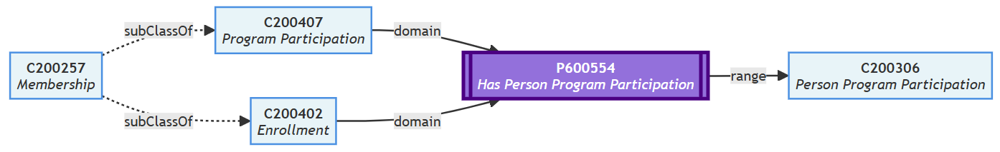 C200257
Membership
subClassOf
subClassOf
C200407
Program Participation
C200402
Enrollment
domain
domain
P600554
Has Person Program Participation
range
C200306
Person Program Participation